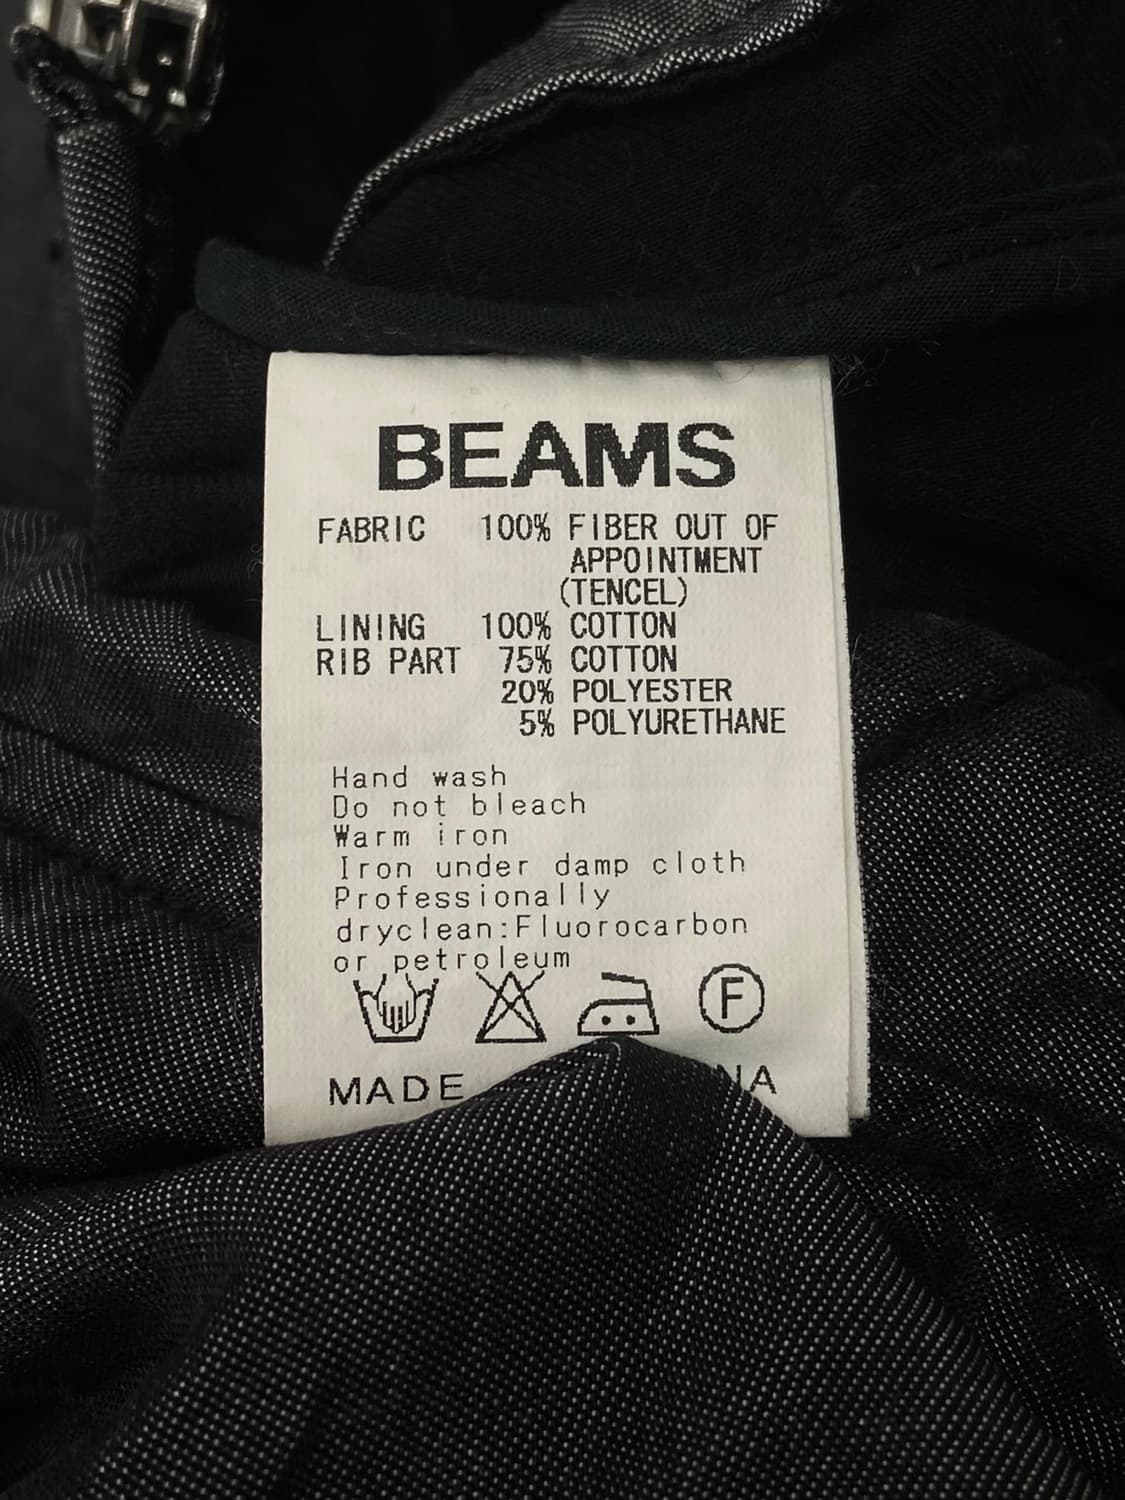 BEAMS
FABRIC 100% FIBER OUT OF
APPOINTMENT
(TENCEL)
LINING 100% COTTON
RIB PART 75% COTTON
20% POLYESTER
5% POLYURETHANE
Hand wash
Do not bleach
Warm iron
Iron under damp cloth
Professionally
dryclean:Fluorocarbon
or petroleum
F
MADE